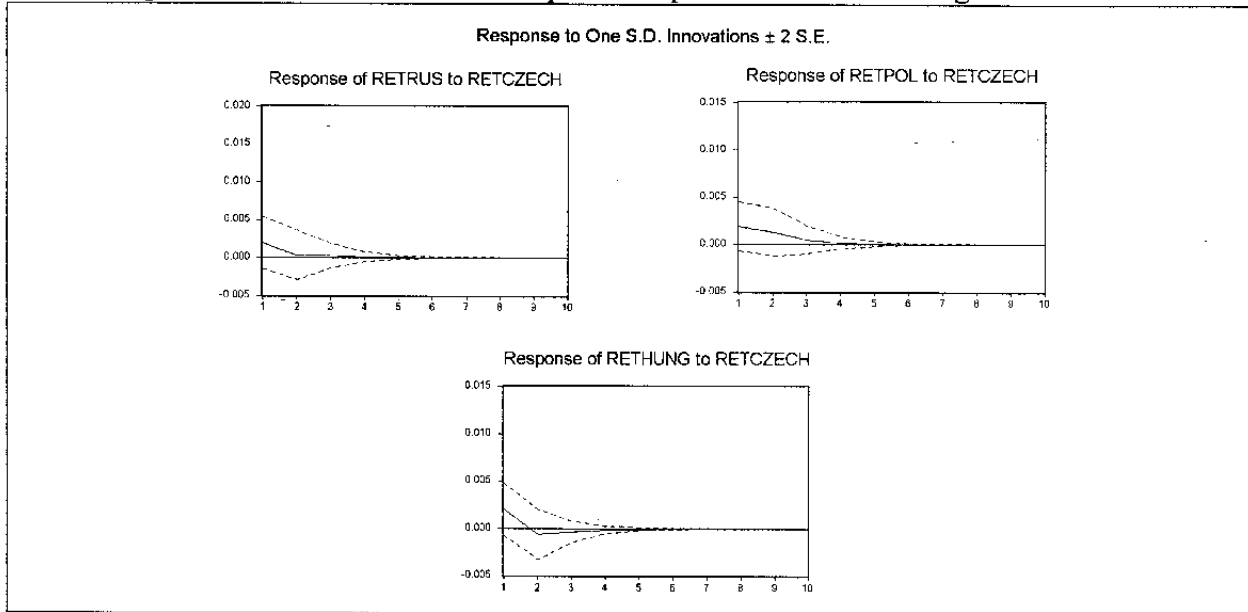 Response to One S.D. Innovations ± 2 S.E.
Response of RETRUS to RETCZECH
0.020
0.015
0.010
0.005
0.000
-0.005
1 2 3 4 5 6 7 8 9 10
Response of RETPOL to RETCZECH
0.015
0.010
0.005
0.000
-0.005
1 2 3 4 5 6 7 8 9 10
Response of RETHUNG to RETCZECH
0.015
0.010
0.005
0.000
-0.005
1 2 3 4 5 6 7 8 9 10